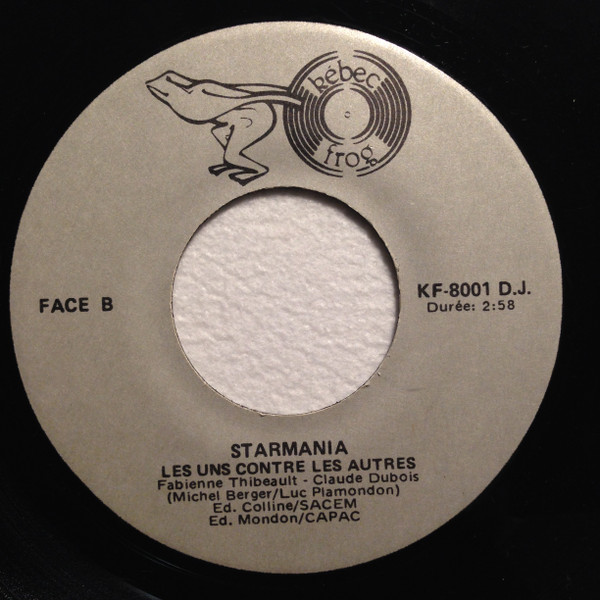 kébec
frog
FACE B
KF-8001 D.J.
Durée: 2:58
STARMANIA
LES UNS CONTRE LES AUTRES
Fabienne Thibeault - Claude Dubois
(Michel Berger/Luc Plamondon)
Ed. Colline/SACEM
Ed. Mondon/CAPAC